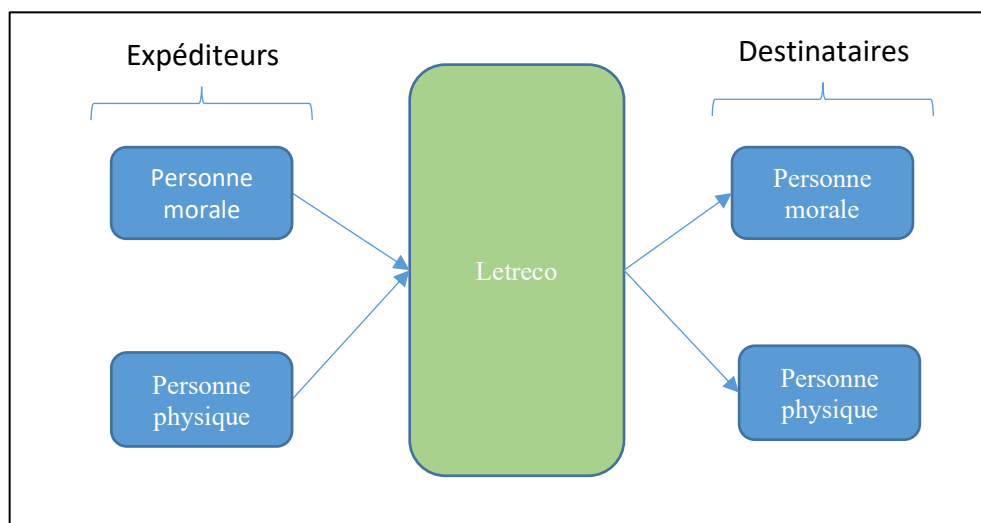 Expéditeurs
Destinataires
Personne
morale
Personne
morale
Letreco
Personne
physique
Personne
physique